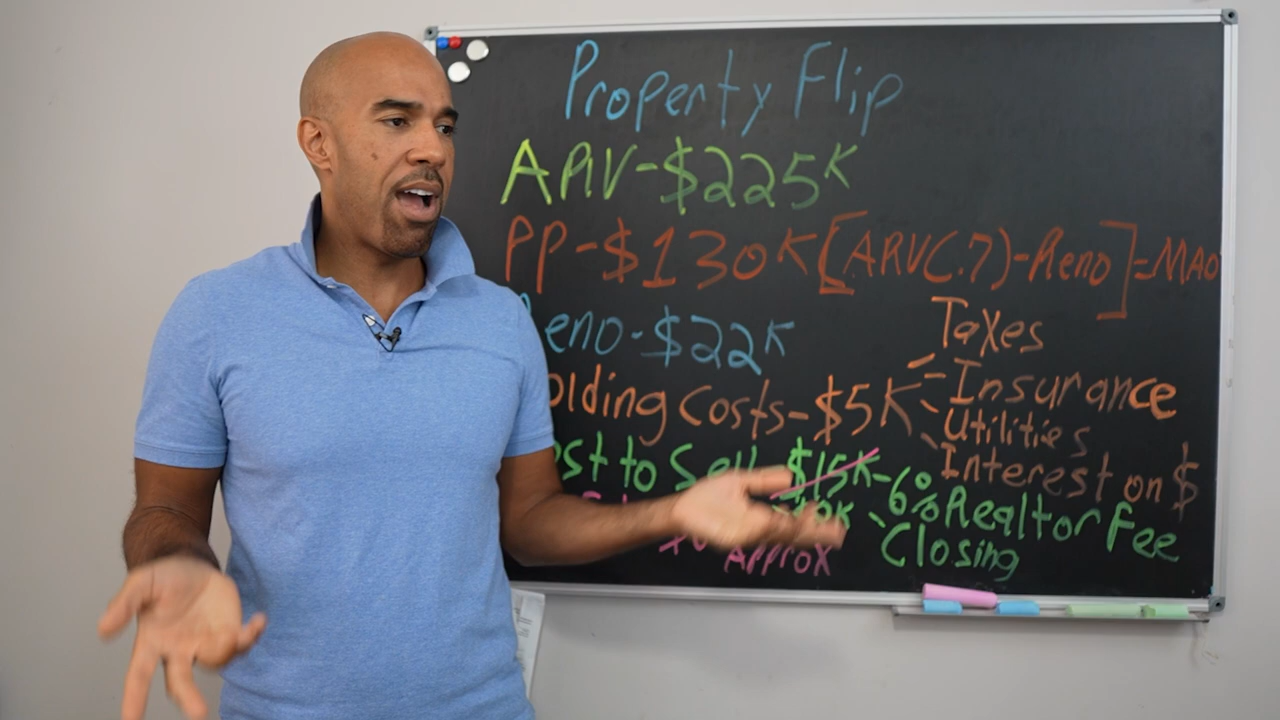 Property Flip
ARV-$225K
PP-$130K[ARV(.7)-Reno]=MAO
eno-$22K
Taxes
olding Costs-$5K
Insurance
Utilities
Interest on $
st to Sell $15K-6% Realtor Fee
Closing
Approx